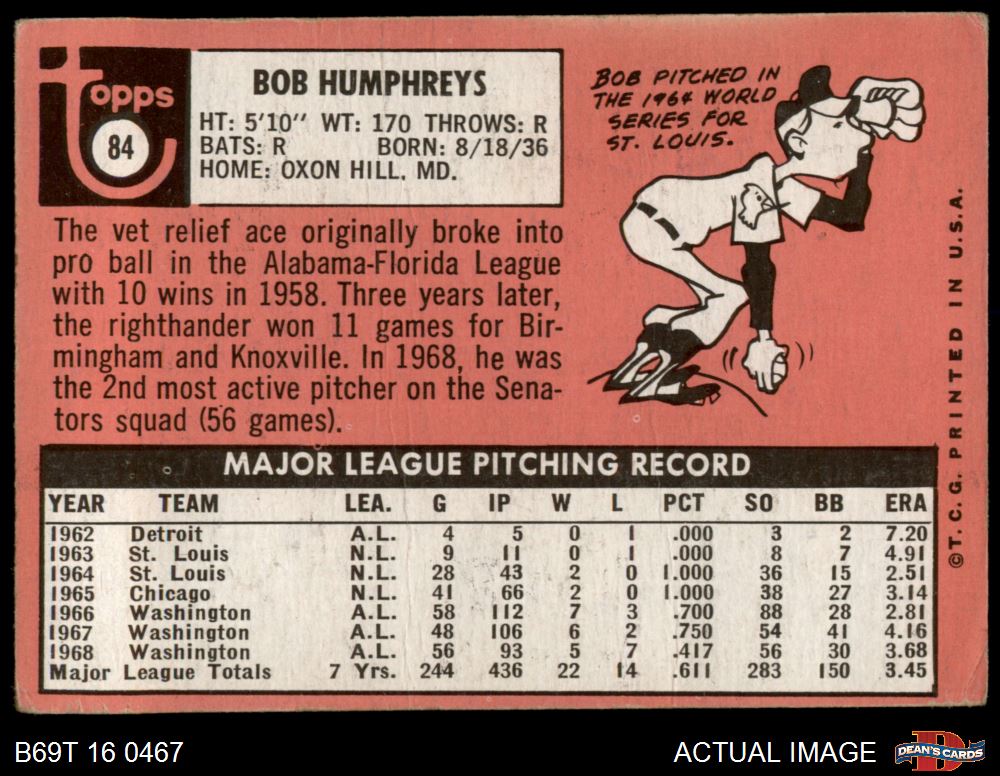 topps
84
BOB HUMPHREYS
HT: 5'10" WT: 170 THROWS: R
BATS: R BORN: 8/18/36
HOME: OXON HILL, MD.
BOB PITCHED IN
THE 1964 WORLD
SERIES FOR
ST. LOUIS.
The vet relief ace originally broke into
pro ball in the Alabama-Florida League
with 10 wins in 1958. Three years later,
the righthander won 11 games for Bir-
mingham and Knoxville. In 1968, he was
the 2nd most active pitcher on the Sena-
tors squad (56 games).
MAJOR LEAGUE PITCHING RECORD
YEAR TEAM LEA. G IP W L PCT SO BB ERA
1962 Detroit A.L. 4 5 0 1 .000 3 2 7.20
1963 St. Louis N.L. 9 11 0 1 .000 8 7 4.91
1964 St. Louis N.L. 28 43 2 0 1.000 36 15 2.51
1965 Chicago N.L. 41 66 2 0 1.000 38 27 3.14
1966 Washington A.L. 58 112 7 3 .700 88 28 2.81
1967 Washington A.L. 48 106 6 2 .750 54 41 4.16
1968 Washington A.L. 56 93 5 7 .417 56 30 3.68
Major League Totals 7 Yrs. 244 436 22 14 .611 283 150 3.45
©T.C.G. PRINTED IN U.S.A.
B69T 16 0467
ACTUAL IMAGE
D
DEAN'S CARDS